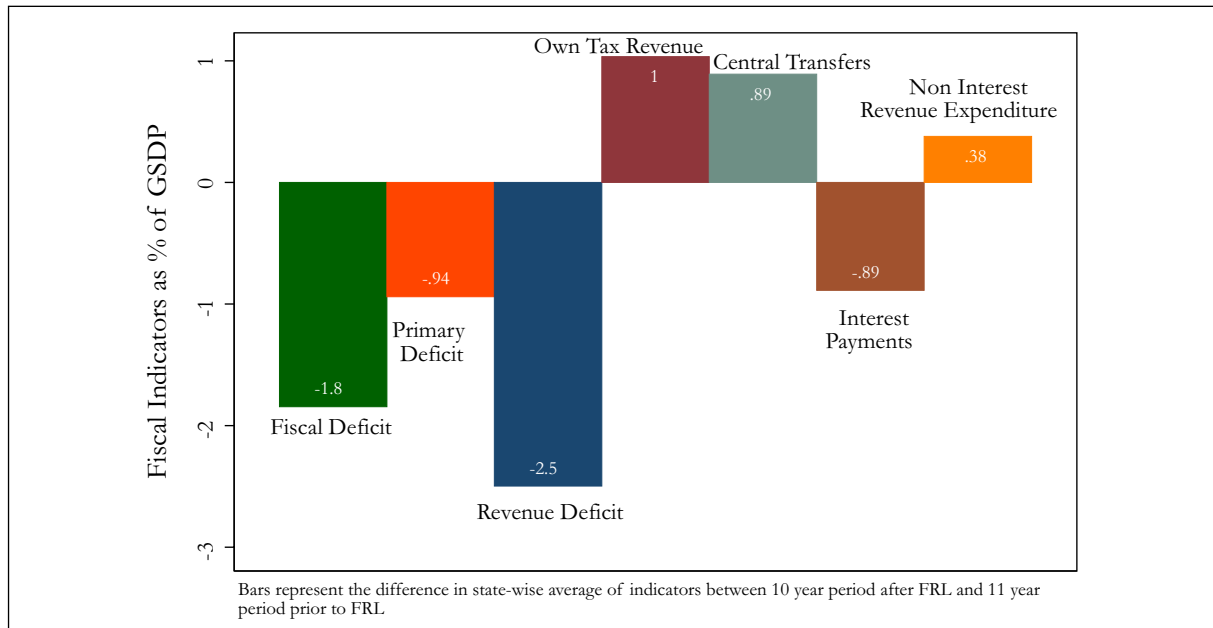 Own Tax Revenue
Central Transfers
Non Interest
Revenue Expenditure
1
.89
.38
1
0
-1
-2
-3
Fiscal Indicators as % of GSDP
-.94
-.89
Primary
Deficit
Interest
Payments
-1.8
Fiscal Deficit
-2.5
Revenue Deficit
Bars represent the difference in state-wise average of indicators between 10 year period after FRL and 11 year
period prior to FRL